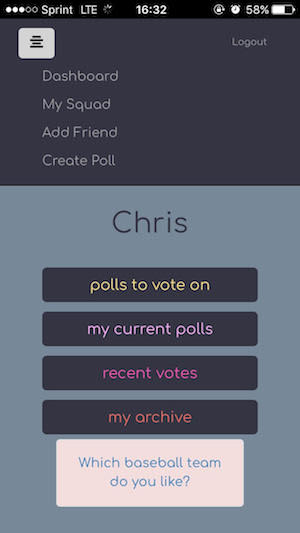 Sprint LTE 16:32 58%
Logout
Dashboard
My Squad
Add Friend
Create Poll
Chris
polls to vote on
my current polls
recent votes
my archive
Which baseball team
do you like?